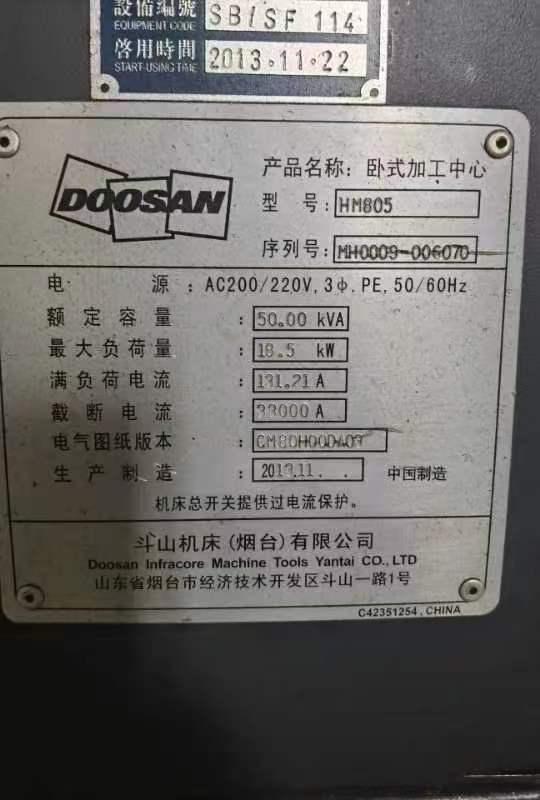 設備編號 SB/SF 114
EQUIPMENT CODE
啓用時間 2013.11.22
START-USING TIME
DOOSAN
产品名称: 卧式加工中心
型 号: HM805
序列号: MH0009-006070
电 源: AC200/220V, 3φ, PE, 50/60Hz
额定容量: 50.00 kVA
最大负荷量: 18.5 kW
满负荷电流: 131.21 A
截断电流: 33000 A
电气图纸版本:
生产制造: 2013.11. 中国制造
机床总开关提供过电流保护。
斗山机床(烟台)有限公司
Doosan Infracore Machine Tools Yantai CO., LTD
山东省烟台市经济技术开发区斗山一路1号
C42351254, CHINA